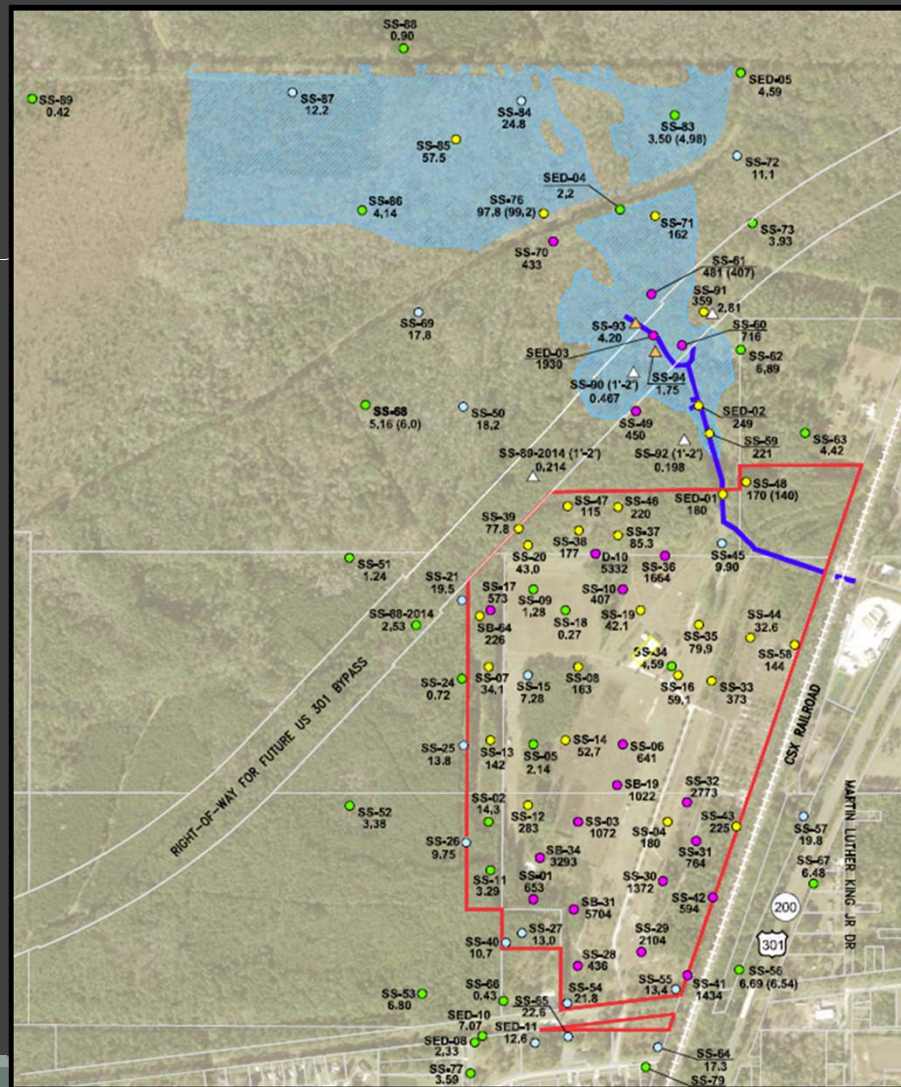 SS-88
0.90
SED-05
4.59
SS-89
0.42
SS-87
12.2
SS-84
24.8
SS-83
3.50 (4.98)
SS-85
57.5
SS-72
11.1
SED-04
2.2
SS-86
4.14
SS-76
97.8 (99.2)
SS-71
162
SS-73
3.93
SS-70
433
SS-61
481 (407)
SS-91
359
2.81
SS-69
17.8
SS-93
4.20
SS-60
716
SED-03
1930
SS-94
1.75
SS-62
6.89
SS-90 (1'-2')
0.467
SS-68
5.16 (6.0)
SS-50
18.2
SS-49
450
SED-02
249
SS-59
221
SS-63
4.42
SS-92 (1'-2')
0.198
SS-89-2014 (1'-2')
0.214
SS-48
170 (140)
SED-01
180
SS-47
115
SS-46
220
SS-39
77.8
SS-38
177
SS-37
85.3
SS-20
43.0
D-10
5332
SS-36
1664
SS-45
9.90
SS-51
1.24
SS-21
19.5
SS-17
573
SS-09
1.28
SS-10
407
SS-88-2014
2.53
SB-64
226
SS-18
0.27
SS-19
42.1
SS-35
79.9
SS-44
32.6
SS-58
144
SS-34
4.59
SS-24
0.72
SS-07
34.1
SS-15
7.28
SS-08
163
SS-16
59.1
SS-33
373
RIGHT-OF-WAY FOR FUTURE US 301 BYPASS
CSX RAILROAD
SS-25
13.8
SS-13
142
SS-05
2.14
SS-14
52.7
SS-06
641
SB-19
1022
SS-32
2773
SS-52
3.38
SS-02
14.3
SS-12
283
SS-03
1072
SS-04
180
SS-43
225
SS-57
19.8
MARTIN LUTHER KING JR DR
SS-26
9.75
SB-34
3293
SS-31
764
SS-11
3.29
SS-01
653
SS-30
1372
SS-67
6.48
SB-31
5704
SS-42
594
200
SS-40
10.7
SS-27
13.0
SS-29
2104
301
SS-28
436
SS-56
6.69 (6.54)
SS-53
6.80
SS-66
0.43
SS-54
21.8
SS-55
13.4
SS-41
1434
SS-65
22.6
SED-10
7.07
SED-11
12.6
SED-08
2.33
SS-64
17.3
SS-77
3.59
SS-79